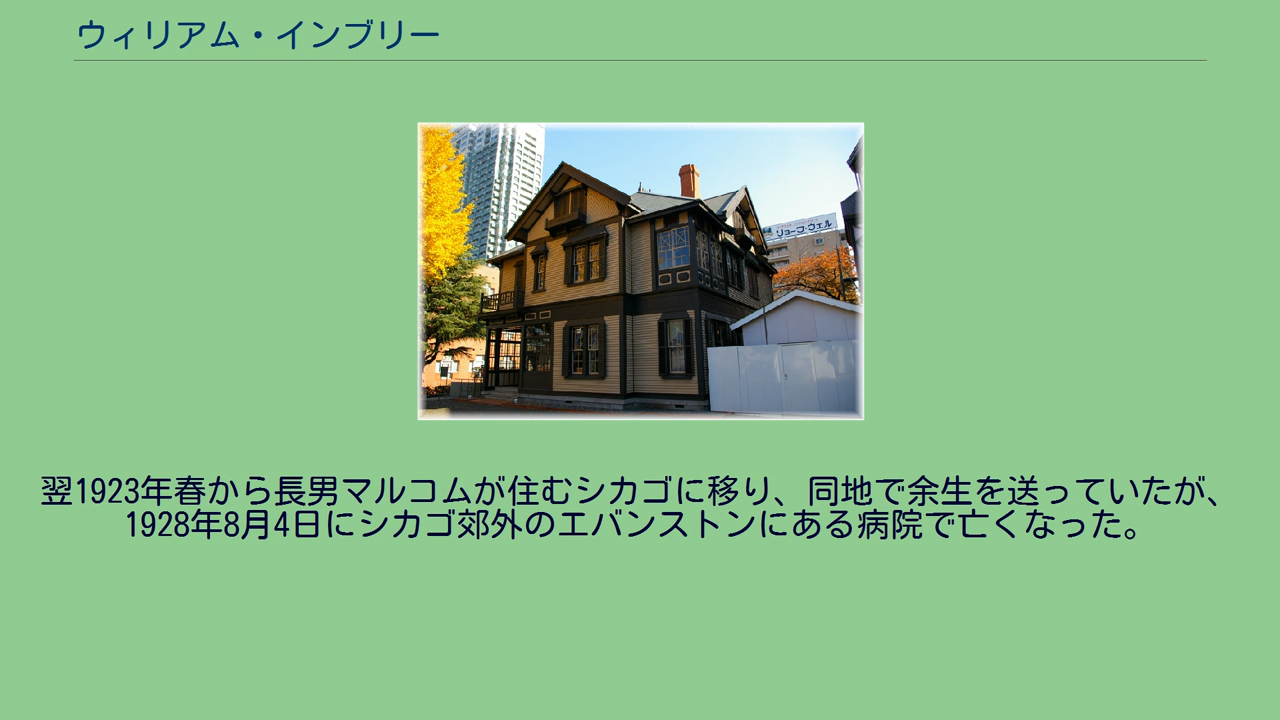 ウィリアム・インブリー
リョーフ・ウェル
翌1923年春から長男マルコムが住むシカゴに移り、同地で余生を送っていたが、
1928年8月4日にシカゴ郊外のエバンストンにある病院で亡くなった。